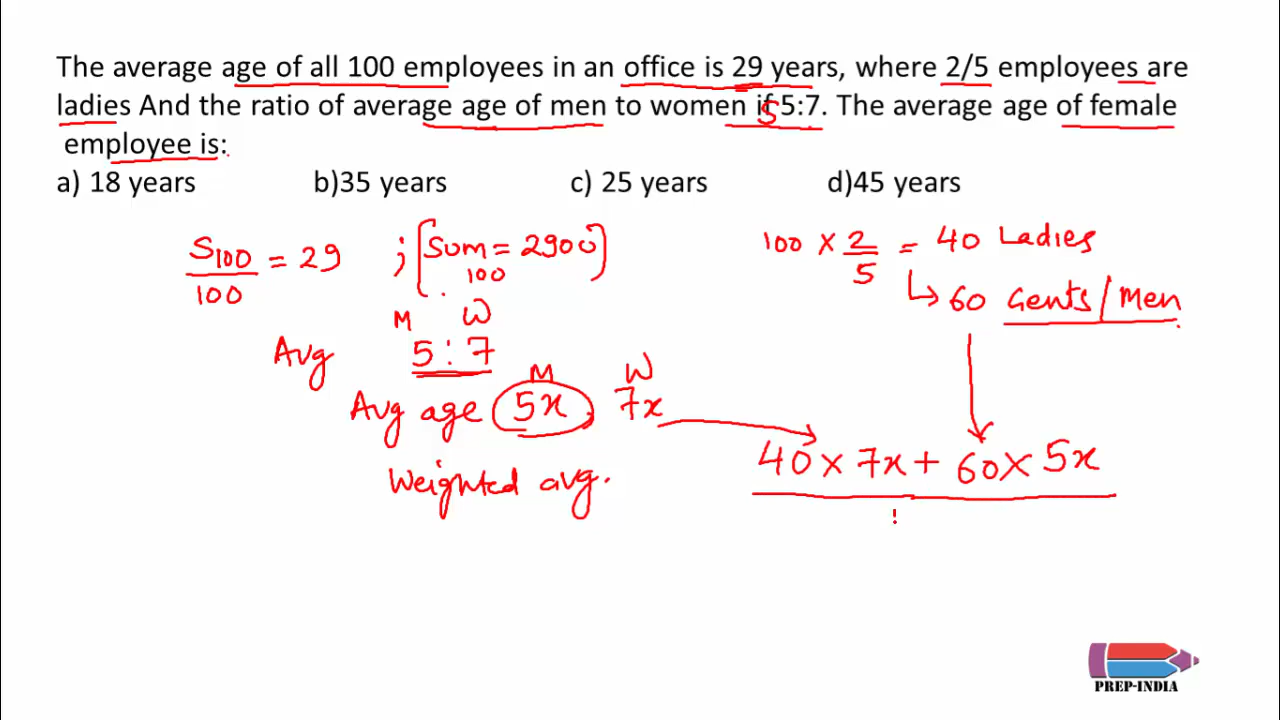 The average age of all 100 employees in an office is 29 years, where 2/5 employees are
ladies And the ratio of average age of men to women is 5:7. The average age of female
employee is:
a) 18 years b)35 years c) 25 years d)45 years
S100/100 = 29 ; [Sum100 = 2900]
100 × 2/5 = 40 Ladies
↳ 60 Gents/Men
M W
Avg 5:7
M W
Avg age 5x 7x
Weighted avg.
40 × 7x + 60 × 5x
PREP-INDIA